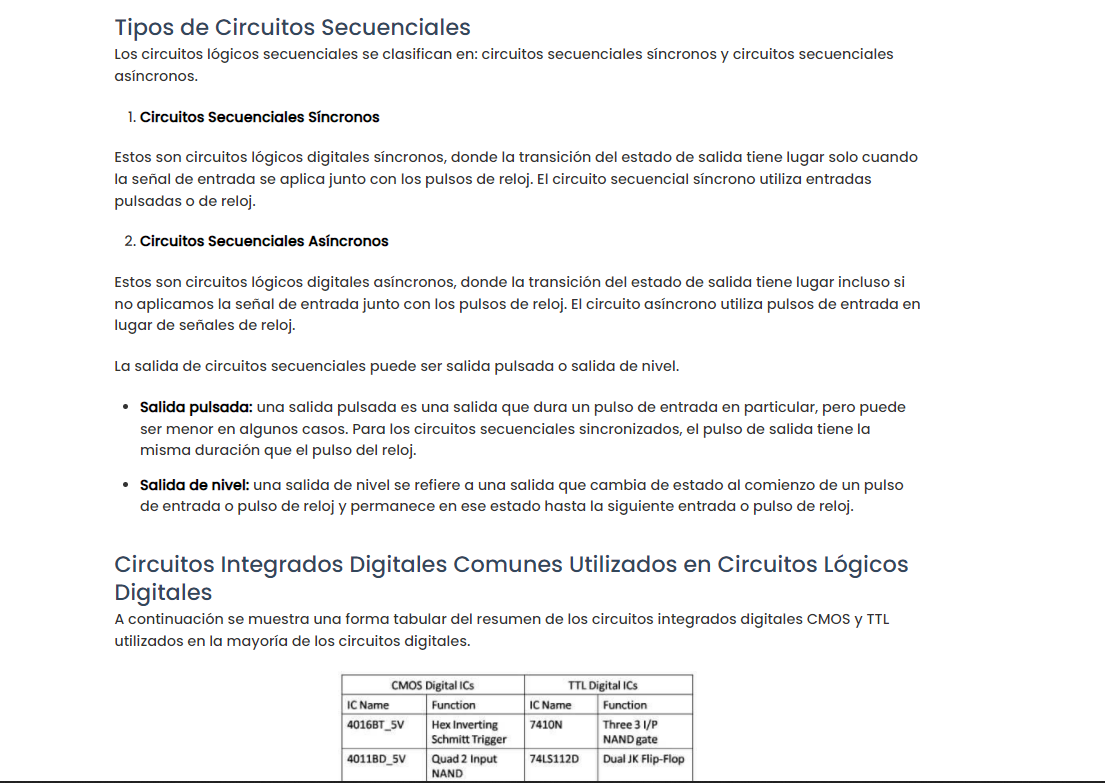 Tipos de Circuitos Secuenciales
Los circuitos lógicos secuenciales se clasifican en: circuitos secuenciales síncronos y circuitos secuenciales
asíncronos.
1. Circuitos Secuenciales Síncronos
Estos son circuitos lógicos digitales síncronos, donde la transición del estado de salida tiene lugar solo cuando
la señal de entrada se aplica junto con los pulsos de reloj. El circuito secuencial síncrono utiliza entradas
pulsadas o de reloj.
2. Circuitos Secuenciales Asíncronos
Estos son circuitos lógicos digitales asíncronos, donde la transición del estado de salida tiene lugar incluso si
no aplicamos la señal de entrada junto con los pulsos de reloj. El circuito asíncrono utiliza pulsos de entrada en
lugar de señales de reloj.
La salida de circuitos secuenciales puede ser salida pulsada o salida de nivel.
• Salida pulsada: una salida pulsada es una salida que dura un pulso de entrada en particular, pero puede
ser menor en algunos casos. Para los circuitos secuenciales sincronizados, el pulso de salida tiene la
misma duración que el pulso del reloj.
• Salida de nivel: una salida de nivel se refiere a una salida que cambia de estado al comienzo de un pulso
de entrada o pulso de reloj y permanece en ese estado hasta la siguiente entrada o pulso de reloj.
Circuitos Integrados Digitales Comunes Utilizados en Circuitos Lógicos
Digitales
A continuación se muestra una forma tabular del resumen de los circuitos integrados digitales CMOS y TTL
utilizados en la mayoría de los circuitos digitales.
CMOS Digital ICs TTL Digital ICs
IC Name Function IC Name Function
4016BT_5V Hex Inverting 7410N Three 3 I/P
Schmitt Trigger NAND gate
4011BD_5V Quad 2 Input 74LS112D Dual JK Flip-Flop
NAND